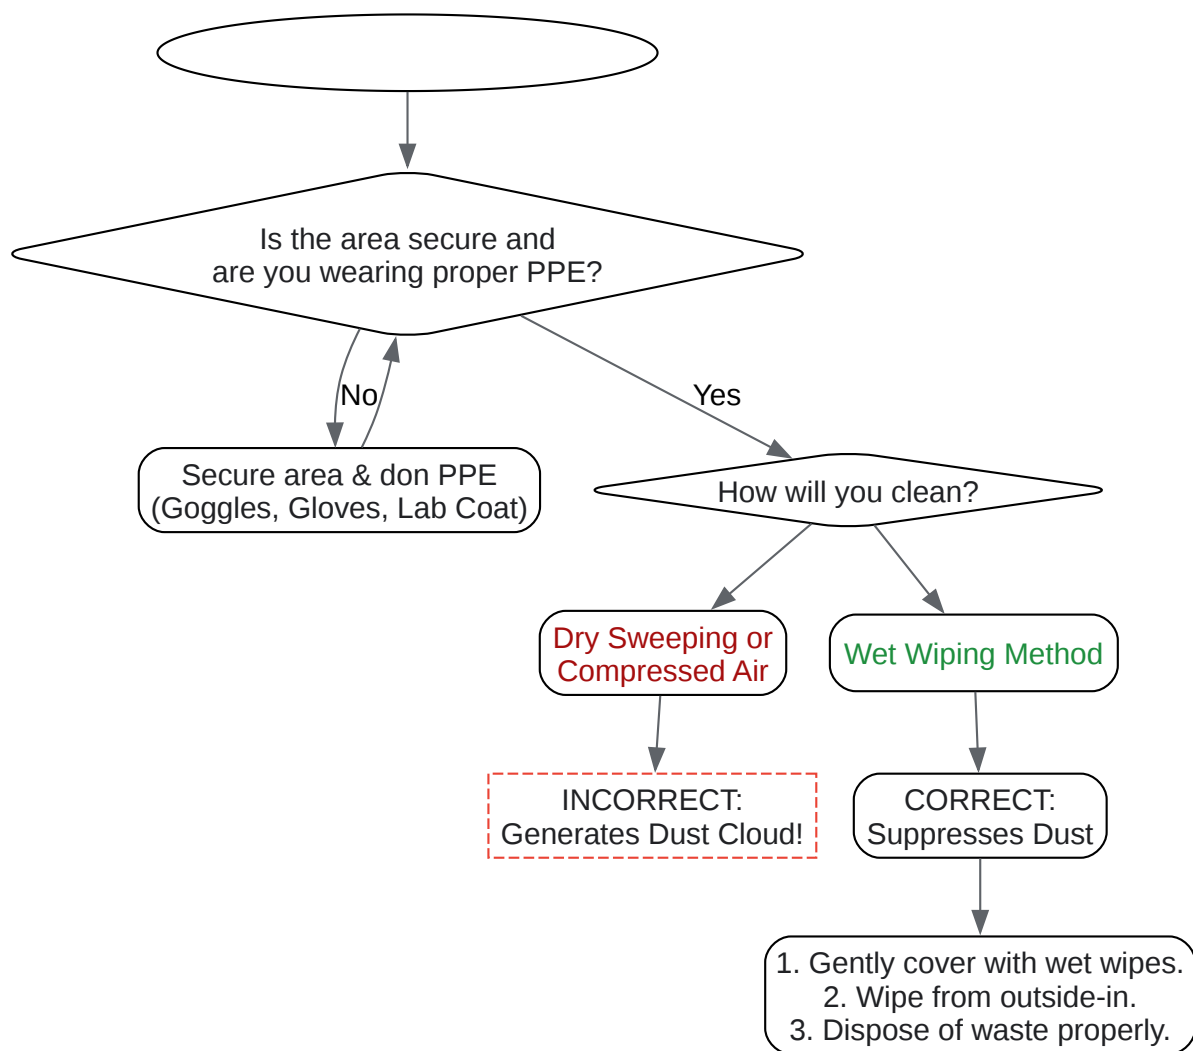 Is the area secure and
are you wearing proper PPE?
No
Yes
Secure area & don PPE
(Goggles, Gloves, Lab Coat)
How will you clean?
Dry Sweeping or
Compressed Air
Wet Wiping Method
INCORRECT:
Generates Dust Cloud!
CORRECT:
Suppresses Dust
1. Gently cover with wet wipes.
2. Wipe from outside-in.
3. Dispose of waste properly.